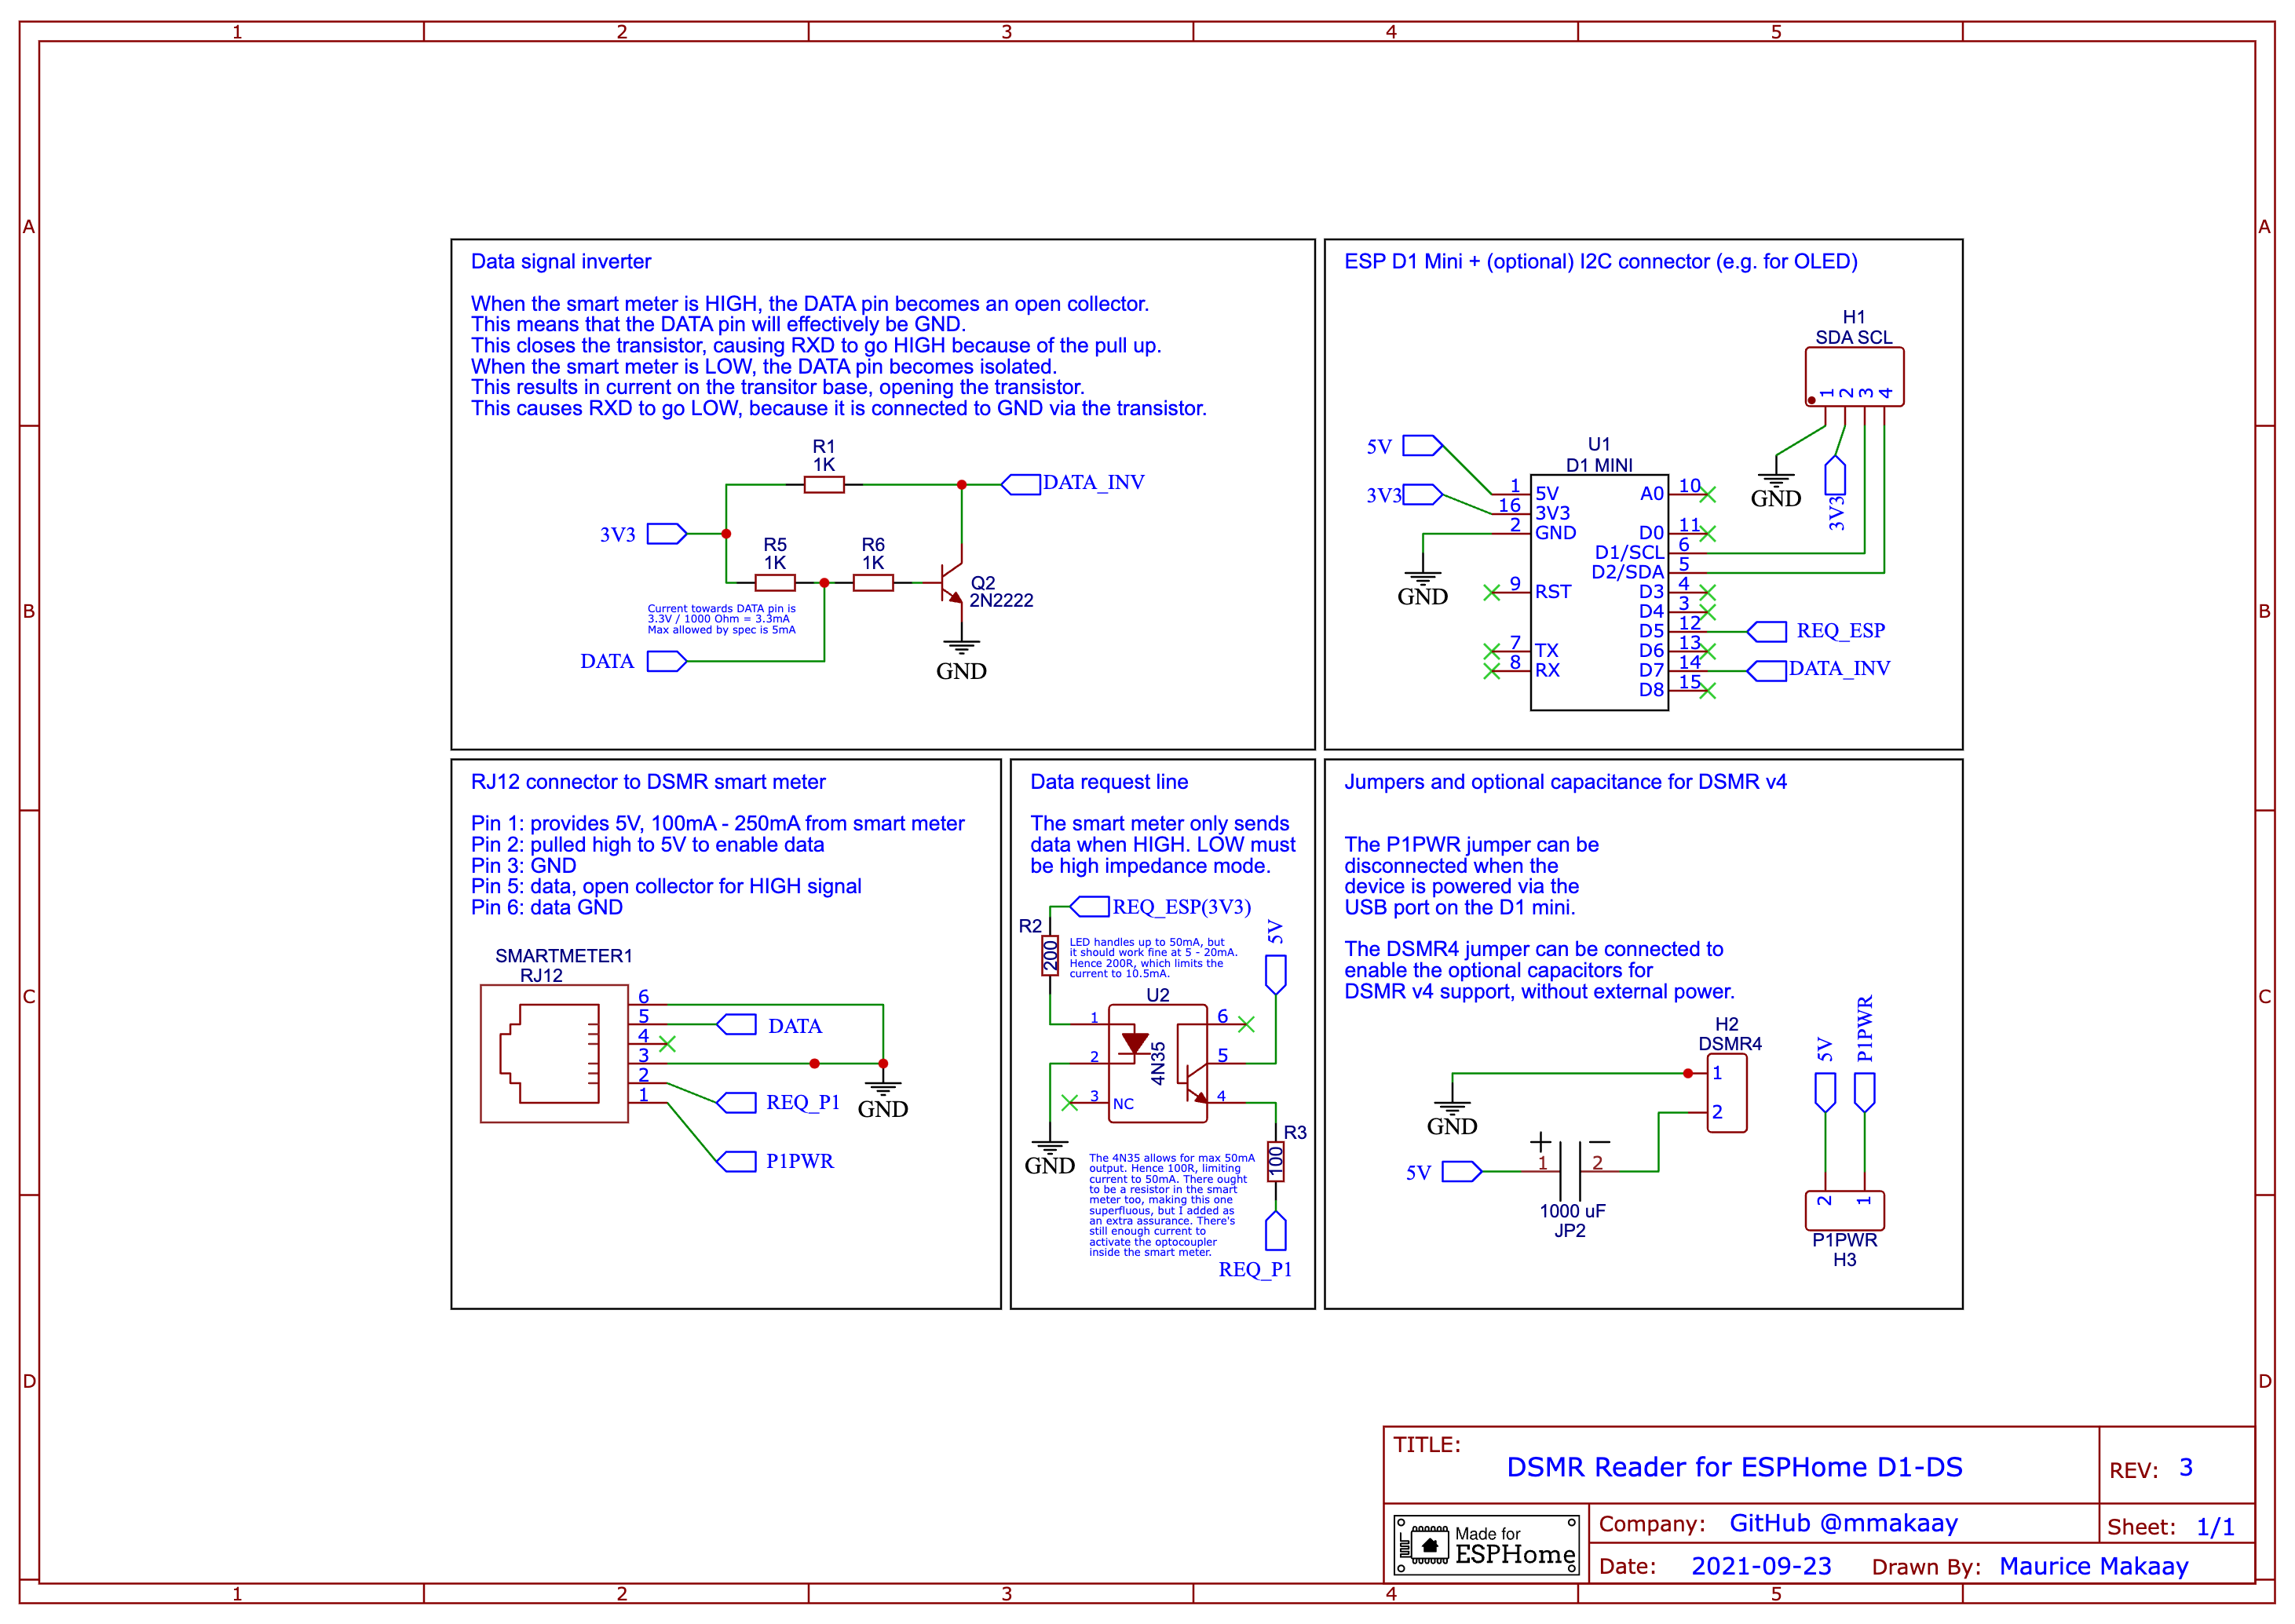 1 2 3 4 5
A A
B B
C C
D D
Data signal inverter
When the smart meter is HIGH, the DATA pin becomes an open collector.
This means that the DATA pin will effectively be GND.
This closes the transistor, causing RXD to go HIGH because of the pull up.
When the smart meter is LOW, the DATA pin becomes isolated.
This results in current on the transitor base, opening the transistor.
This causes RXD to go LOW, because it is connected to GND via the transistor.
R1
1K
DATA_INV
3V3
R5
1K
R6
1K
Q2
2N2222
Current towards DATA pin is
3.3V / 1000 Ohm = 3.3mA
Max allowed by spec is 5mA
DATA
GND
ESP D1 Mini + (optional) I2C connector (e.g. for OLED)
H1
SDA SCL
1 2 3 4
GND
3V3
5V
3V3
GND
U1
D1 MINI
1 5V
16 3V3
2 GND
9 RST
7 TX
8 RX
A0 10
D0 11
D1/SCL 6
D2/SDA 5
D3 4
D4 3
D5 12
D6 13
D7 14
D8 15
REQ_ESP
DATA_INV
RJ12 connector to DSMR smart meter
Pin 1: provides 5V, 100mA - 250mA from smart meter
Pin 2: pulled high to 5V to enable data
Pin 3: GND
Pin 5: data, open collector for HIGH signal
Pin 6: data GND
SMARTMETER1
RJ12
6
5
4
3
2
1
DATA
REQ_P1
P1PWR
GND
Data request line
The smart meter only sends
data when HIGH. LOW must
be high impedance mode.
REQ_ESP(3V3)
R2
200
LED handles up to 50mA, but
it should work fine at 5 - 20mA.
Hence 200R, which limits the
current to 10.5mA.
5V
U2
4N35
1
2
3 NC
6
5
4
GND
R3
100
The 4N35 allows for max 50mA
output. Hence 100R, limiting
current to 50mA. There ought
to be a resistor in the smart
meter too, making this one
superfluous, but I added as
an extra assurance. There's
still enough current to
activate the optocoupler
inside the smart meter.
REQ_P1
Jumpers and optional capacitance for DSMR v4
The P1PWR jumper can be
disconnected when the
device is powered via the
USB port on the D1 mini.
The DSMR4 jumper can be connected to
enable the optional capacitors for
DSMR v4 support, without external power.
H2
DSMR4
1
2
GND
5V
+ −
1 2
1000 uF
JP2
5V
P1PWR
2 1
P1PWR
H3
TITLE:
DSMR Reader for ESPHome D1-DS
REV: 3
Made for
ESPHome
Company: GitHub @mmakaay
Sheet: 1/1
Date: 2021-09-23 Drawn By: Maurice Makaay
1 2 3 4 5